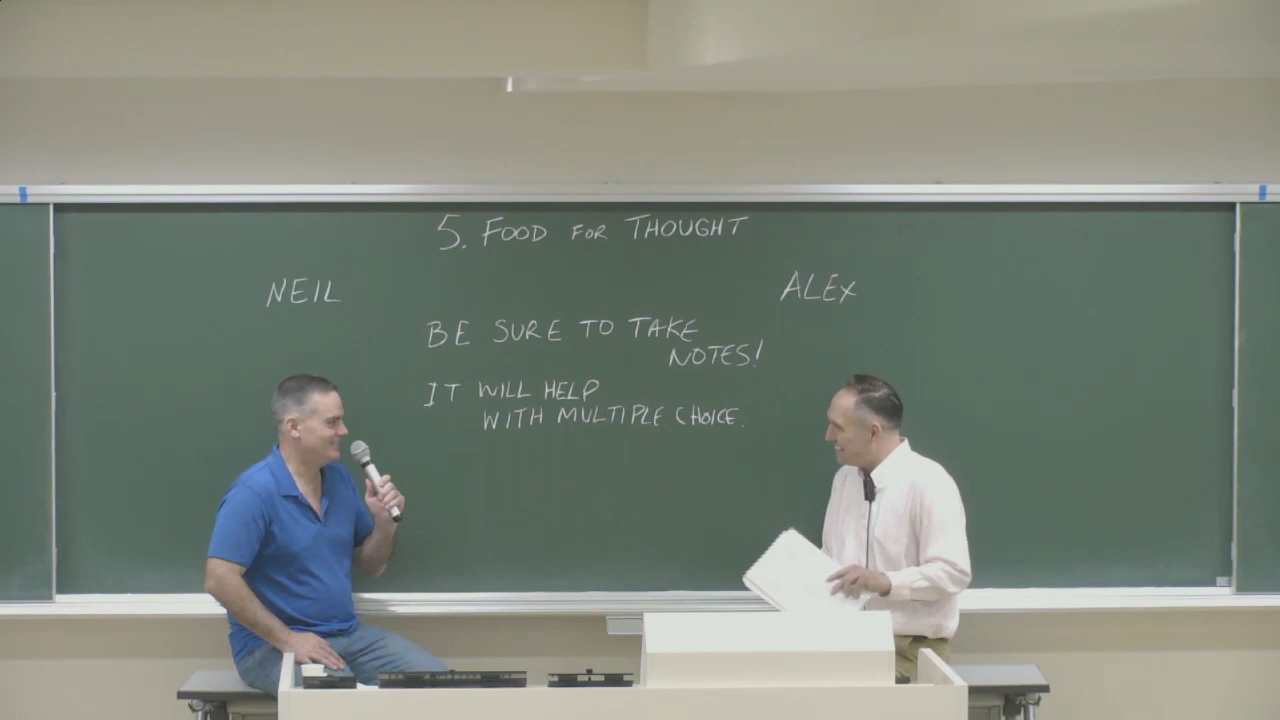 5. FOOD FOR THOUGHT
NEIL
ALEX
BE SURE TO TAKE
NOTES!
IT WILL HELP
WITH MULTIPLE CHOICE.